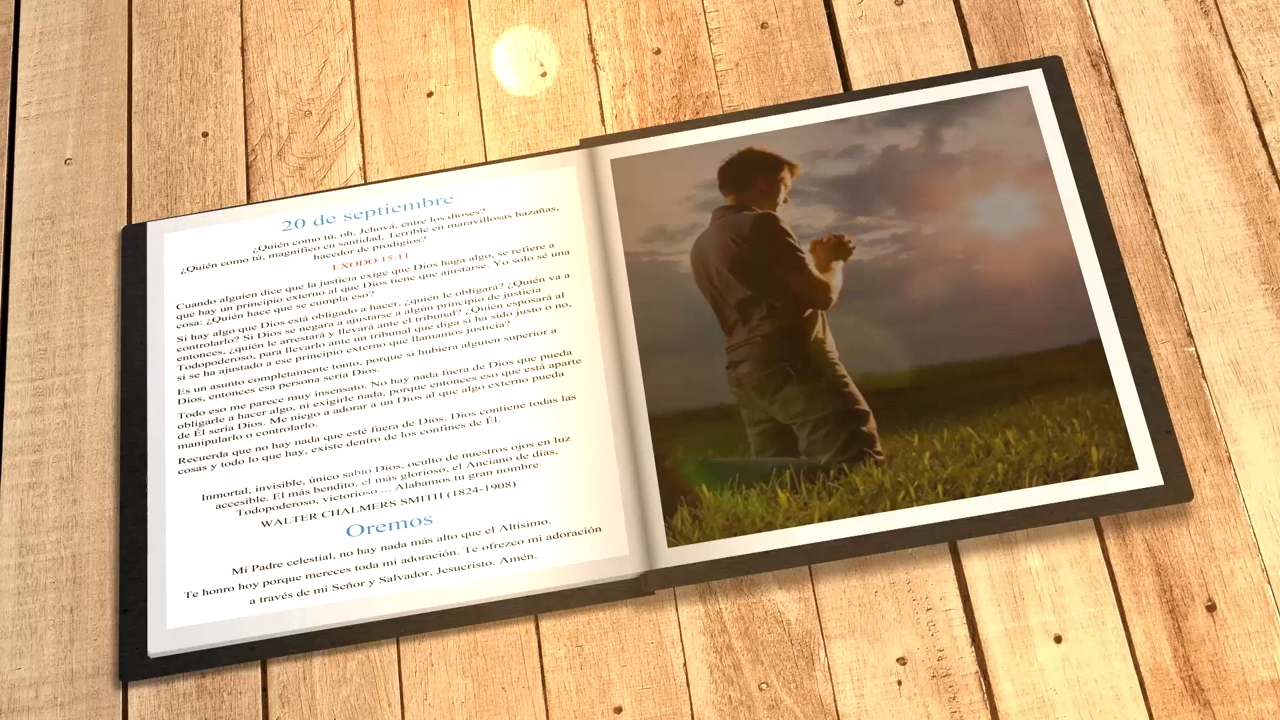 20 de septiembre
¿Quién como tú, oh, Jehová, entre los dioses?
¿Quién como tú, magnífico en santidad, Terrible en maravillosas hazañas,
hacedor de prodigios?
EXODO 15:11
Cuando alguien dice que la justicia exige que Dios haga algo, se refiere a
que hay un principio externo al que Dios tiene que ajustarse. Yo solo sé una
cosa: ¿Quién hace que se cumpla eso?
Si hay algo que Dios está obligado a hacer, ¿quién le obligará? ¿Quién va a
controlarlo? Si Dios se negara a ajustarse a algún principio de justicia
entonces, ¿quién le arrestará y llevará ante el tribunal? ¿Quién esposará al
Todopoderoso, para llevarlo ante un tribunal que diga si ha sido justo o no,
si se ha ajustado a ese principio externo que llamamos justicia?
Es un asunto completamente tonto, porque si hubiera alguien superior a
Dios, entonces esa persona sería Dios.
Todo eso me parece muy insensato. No hay nada fuera de Dios que pueda
obligarle a hacer algo, ni exigirle nada, porque entonces eso que está aparte
de Él sería Dios. Me niego a adorar a un Dios al que algo externo pueda
manipularlo o controlarlo.
Recuerda que no hay nada que esté fuera de Dios. Dios contiene todas las
cosas y todo lo que hay, existe dentro de los confines de Él.
Inmortal, invisible, único sabio Dios, oculto de nuestros ojos en luz
accesible. El más bendito, el más glorioso, el Anciano de días,
Todopoderoso, victorioso ... Alabamos tu gran nombre
WALTER CHALMERS SMITH (1824-1908)
Oremos
Mi Padre celestial, no hay nada más alto que el Altísimo.
Te honro hoy porque mereces toda mi adoración. Te ofrezco mi adoración
a través de mi Señor y Salvador, Jesucristo. Amén.